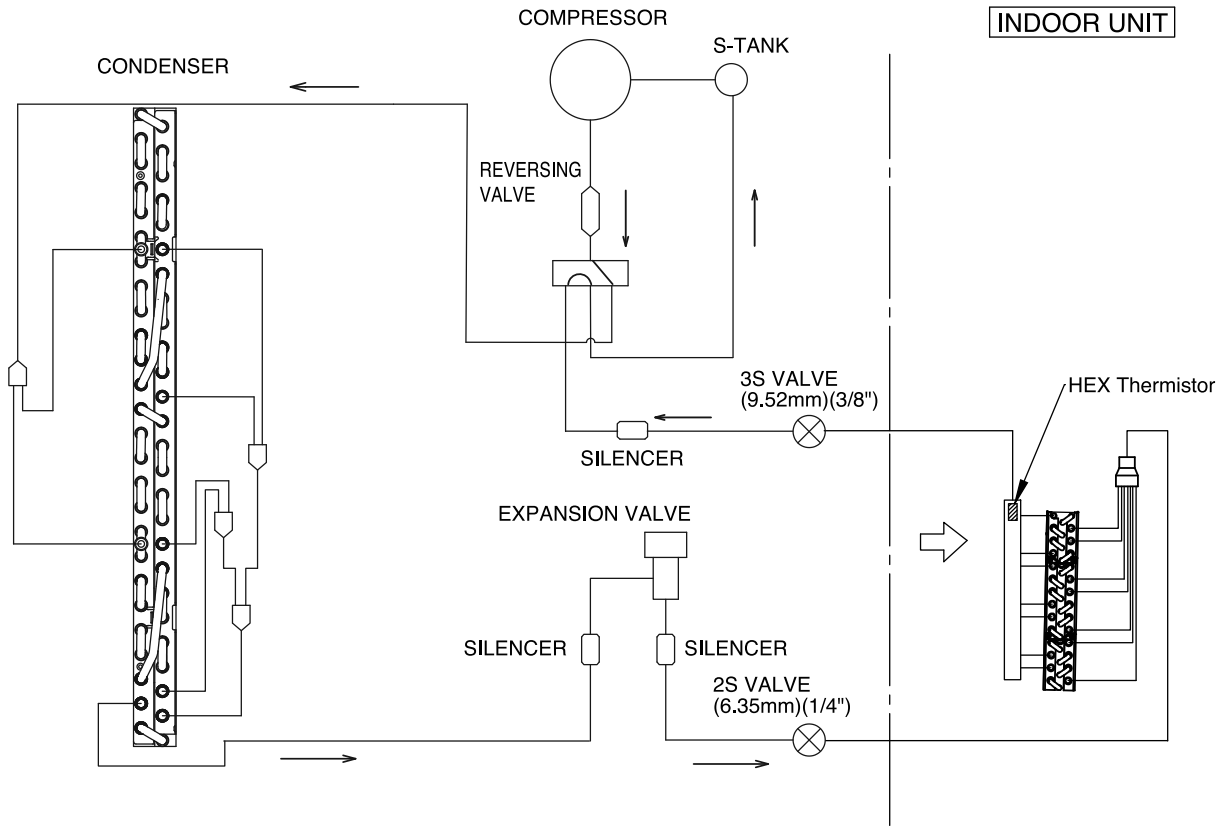 COMPRESSOR
INDOOR UNIT
S-TANK
CONDENSER
REVERSING
VALVE
3S VALVE
(9.52mm)(3/8")
HEX Thermistor
SILENCER
EXPANSION VALVE
SILENCER
SILENCER
2S VALVE
(6.35mm)(1/4")